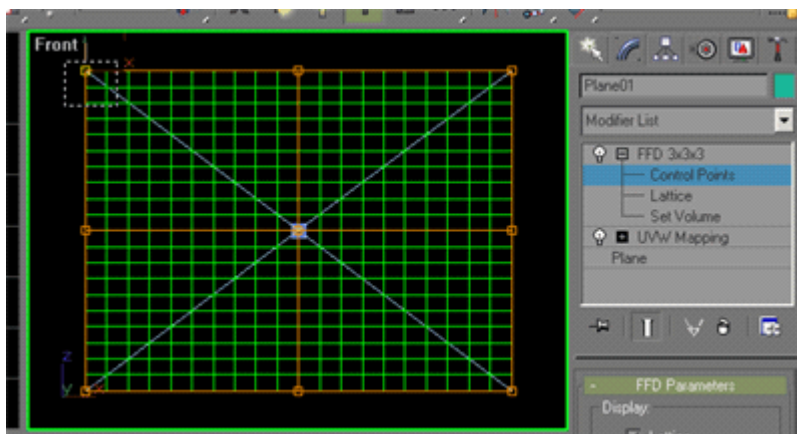 Front
x
Plane01
Modifier List
FFD 3x3x3
Control Points
Lattice
Set Volume
UVW Mapping
Plane
z
y x
- FFD Parameters
Display: